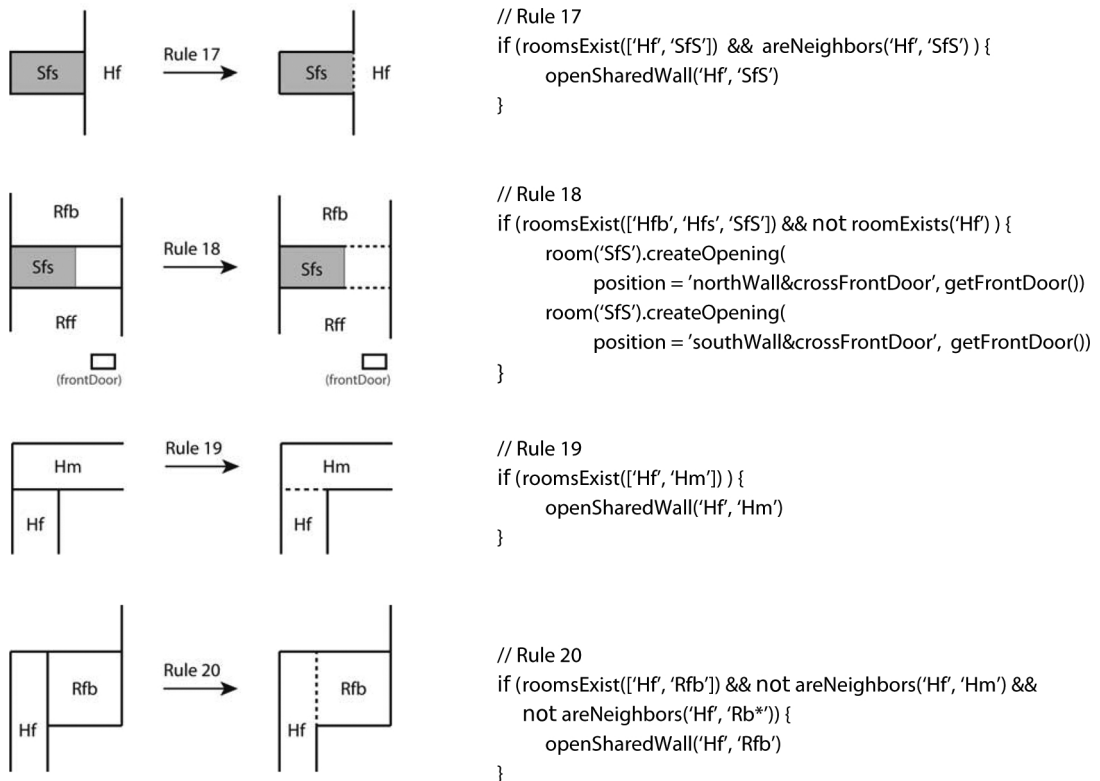 // Rule 17
if (roomsExist(['Hf', 'SfS']) && areNeighbors('Hf', 'SfS') ) {
openSharedWall('Hf', 'SfS')
}
Rule 17
Sfs
Hf
Sfs
Hf
// Rule 18
if (roomsExist(['Hfb', 'Hfs', 'SfS']) && not roomExists('Hf') ) {
room('SfS').createOpening(
position = 'northWall&crossFrontDoor', getFrontDoor())
room('SfS').createOpening(
position = 'southWall&crossFrontDoor', getFrontDoor())
}
Rfb
Sfs
Rff
(frontDoor)
Rule 18
Rfb
Sfs
Rff
(frontDoor)
// Rule 19
if (roomsExist(['Hf', 'Hm']) ) {
openSharedWall('Hf', 'Hm')
}
Hm
Hf
Rule 19
Hm
Hf
// Rule 20
if (roomsExist(['Hf', 'Rfb']) && not areNeighbors('Hf', 'Hm') &&
not areNeighbors('Hf', 'Rb*')) {
openSharedWall('Hf', 'Rfb')
}
Rfb
Hf
Rule 20
Rfb
Hf